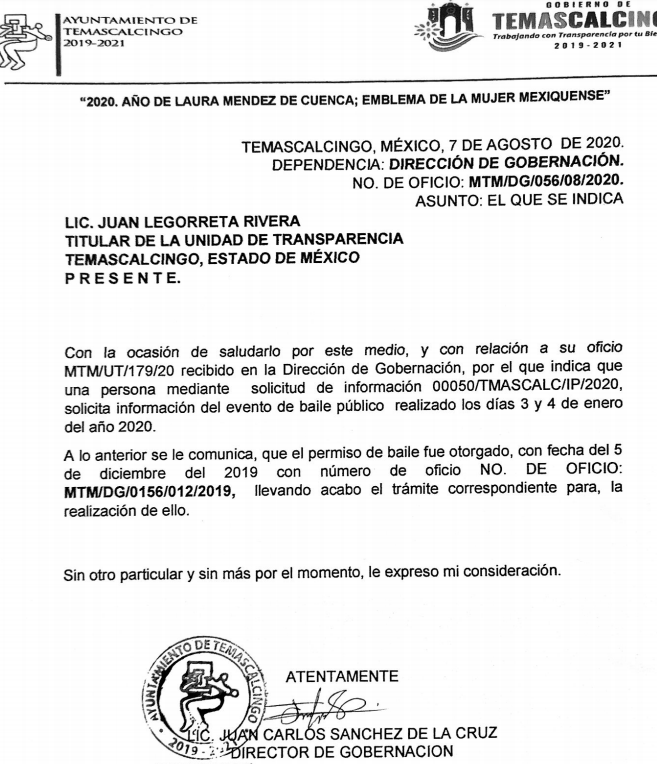 AYUNTAMIENTO DE
TEMASCALCINGO
2019-2021
GOBIERNO DE
Trabajando con Transparencia por tu
2019-2021
"2020. AÑO DE LAURA MENDEZ DE CUENCA; EMBLEMA DE LA MUJER MEXIQUENSE"
TEMASCALCINGO, MÉXICO, 7 DE AGOSTO DE 2020.
DEPENDENCIA: DIRECCIÓN DE GOBERNACIÓN.
NO. DE OFICIO: MTM/DG/056/08/2020.
ASUNTO: EL QUE SE INDICA
LIC. JUAN LEGORRETA RIVERA
TITULAR DE LA UNIDAD DE TRANSPARENCIA
TEMASCALCINGO, ESTADO DE MÉXICO
P R E S E N T E.
Con la ocasión de saludarlo por este medio, y con relación a su oficio
MTM/UT/179/20 recibido en la Dirección de Gobernación, por el que indica que
una persona mediante solicitud de información 00050/TMASCALC/IP/2020,
solicita información del evento de baile público realizado los días 3 y 4 de enero
del año 2020.
A lo anterior se le comunica, que el permiso de baile fue otorgado, con fecha del 5
de diciembre del 2019 con número de oficio NO. DE OFICIO:
MTM/DG/0156/012/2019, llevando acabo el trámite correspondiente para, la
realización de ello.
Sin otro particular y sin más por el momento, le expreso mi consideración.
AYUNTAMIENTO DE TEMASCALCINGO
ATENTAMENTE
LIC. JUAN CARLOS SANCHEZ DE LA CRUZ
DIRECTOR DE GOBERNACION